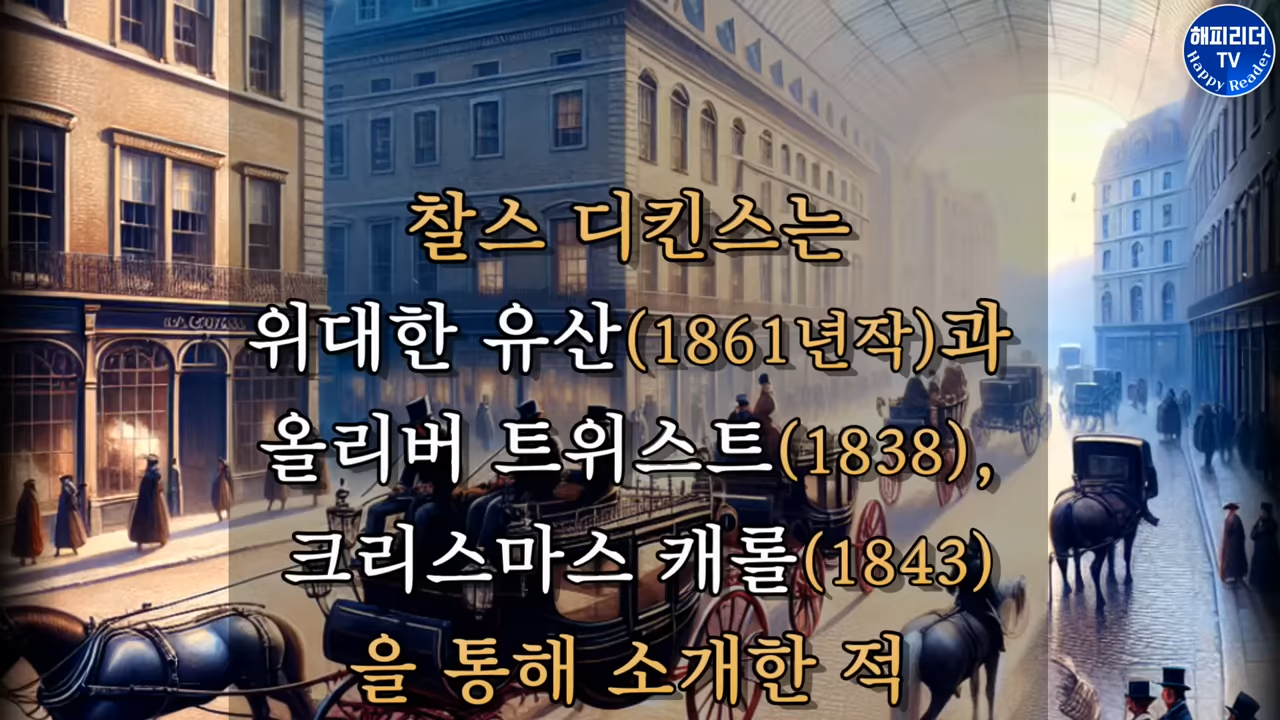 해피리더
TV
Happy Reader
찰스 디킨스는
위대한 유산(1861년작)과
올리버 트위스트(1838),
크리스마스 캐롤(1843)
을 통해 소개한 적